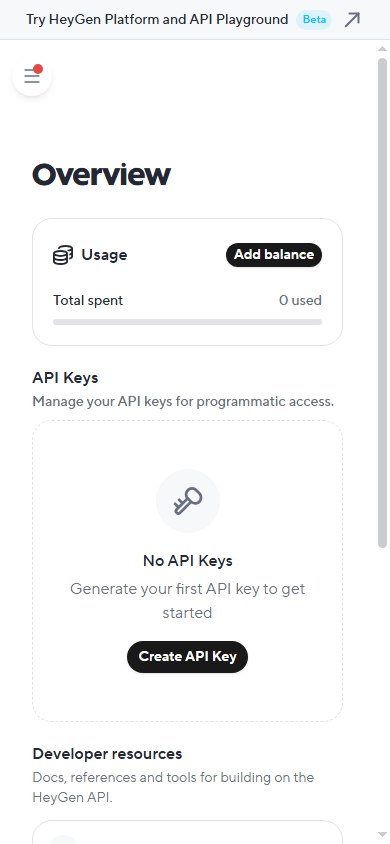 Try HeyGen Platform and API Playground Beta
Overview
Usage Add balance
Total spent 0 used
API Keys
Manage your API keys for programmatic access.
No API Keys
Generate your first API key to get
started
Create API Key
Developer resources
Docs, references and tools for building on the
HeyGen API.